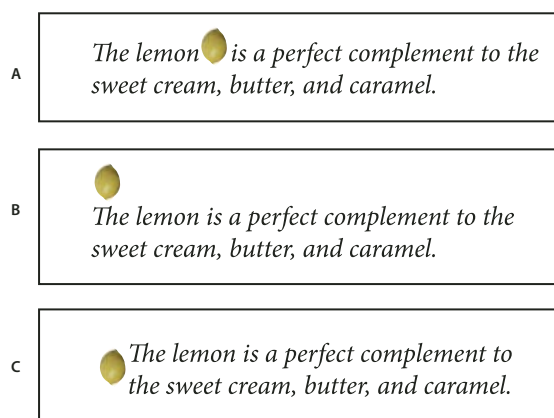 A
The lemon is a perfect complement to the
sweet cream, butter, and caramel.
B
The lemon is a perfect complement to the
sweet cream, butter, and caramel.
C
The lemon is a perfect complement to
the sweet cream, butter, and caramel.